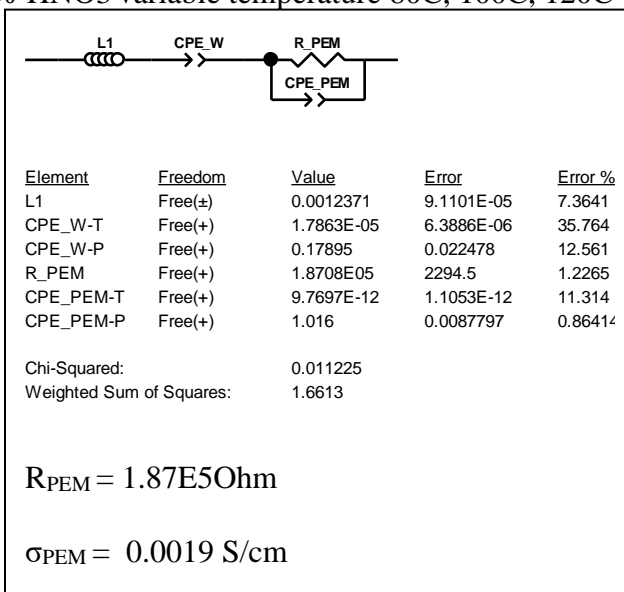 HNO3 variable temperature 80C, 100C, 120C
L1 CPE_W R_PEM
CPE_PEM
Element Freedom Value Error Error %
L1 Free(±) 0.0012371 9.1101E-05 7.3641
CPE_W-T Free(+) 1.7863E-05 6.3886E-06 35.764
CPE_W-P Free(+) 0.17895 0.022478 12.561
R_PEM Free(+) 1.8708E05 2294.5 1.2265
CPE_PEM-T Free(+) 9.7697E-12 1.1053E-12 11.314
CPE_PEM-P Free(+) 1.016 0.0087797 0.86414
Chi-Squared: 0.011225
Weighted Sum of Squares: 1.6613
RPEM = 1.87E5Ohm
σPEM = 0.0019 S/cm